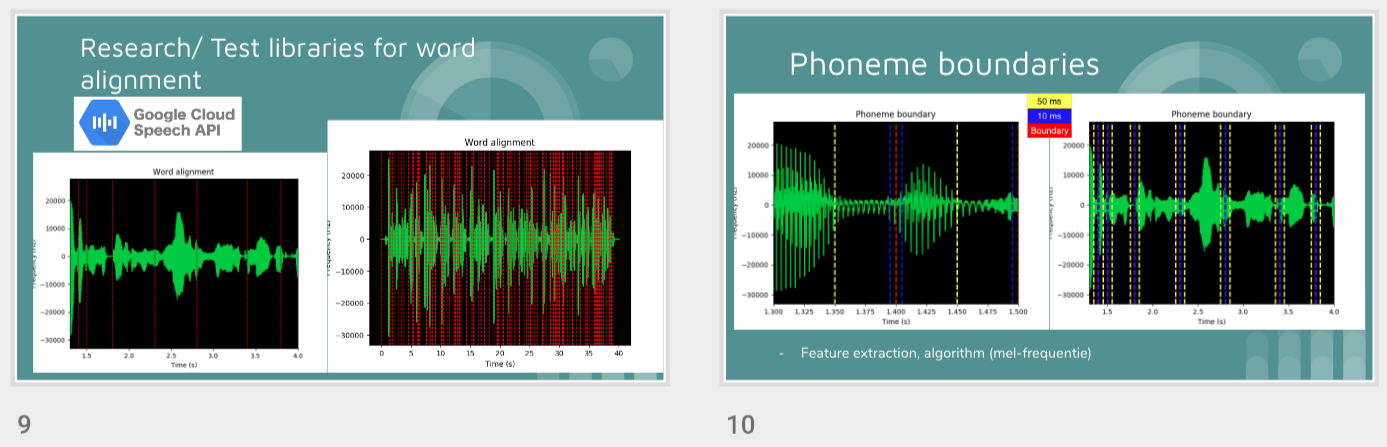 Research/ Test libraries for word
alignment
Google Cloud
Speech API
Word alignment
20000
10000
0
−10000
−20000
−30000
1.5 2.0 2.5 3.0 3.5 4.0
Time (s)
Word alignment
20000
10000
0
−10000
−20000
−30000
0 5 10 15 20 25 30 35 40
Time (s)
9
Phoneme boundaries
50 ms
10 ms
Boundary
Phoneme boundary
20000
10000
0
−10000
−20000
−30000
1.300 1.325 1.350 1.375 1.400 1.425 1.450 1.475 1.500
Time (s)
Phoneme boundary
20000
10000
0
−10000
−20000
−30000
1.5 2.0 2.5 3.0 3.5 4.0
Time (s)
- Feature extraction, algorithm (mel-frequentie)
10